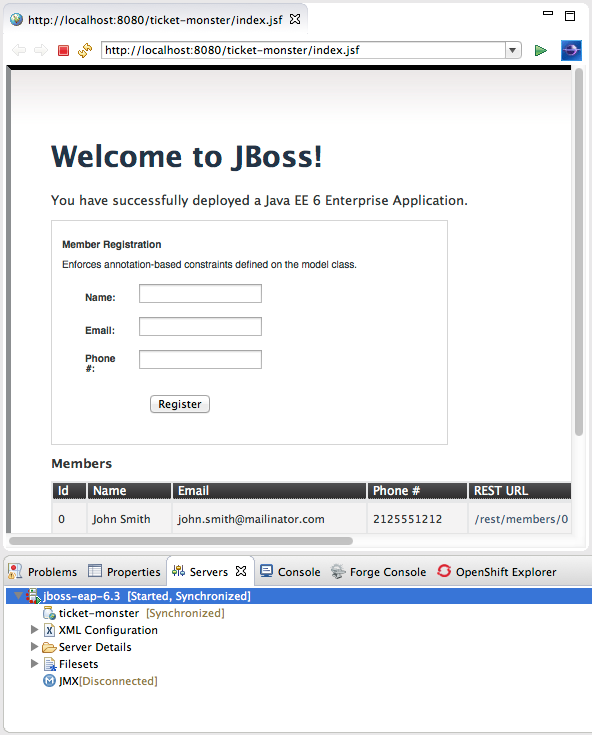 http://localhost:8080/ticket-monster/index.jsf
http://localhost:8080/ticket-monster/index.jsf
Welcome to JBoss!
You have successfully deployed a Java EE 6 Enterprise Application.
Member Registration
Enforces annotation-based constraints defined on the model class.
Name:
Email:
Phone
#:
Register
Members
Id Name Email Phone # REST URL
0 John Smith john.smith@mailinator.com 2125551212 /rest/members/0
Problems Properties Servers Console Forge Console OpenShift Explorer
jboss-eap-6.3 [Started, Synchronized]
ticket-monster [Synchronized]
XML Configuration
Server Details
Filesets
JMX[Disconnected]